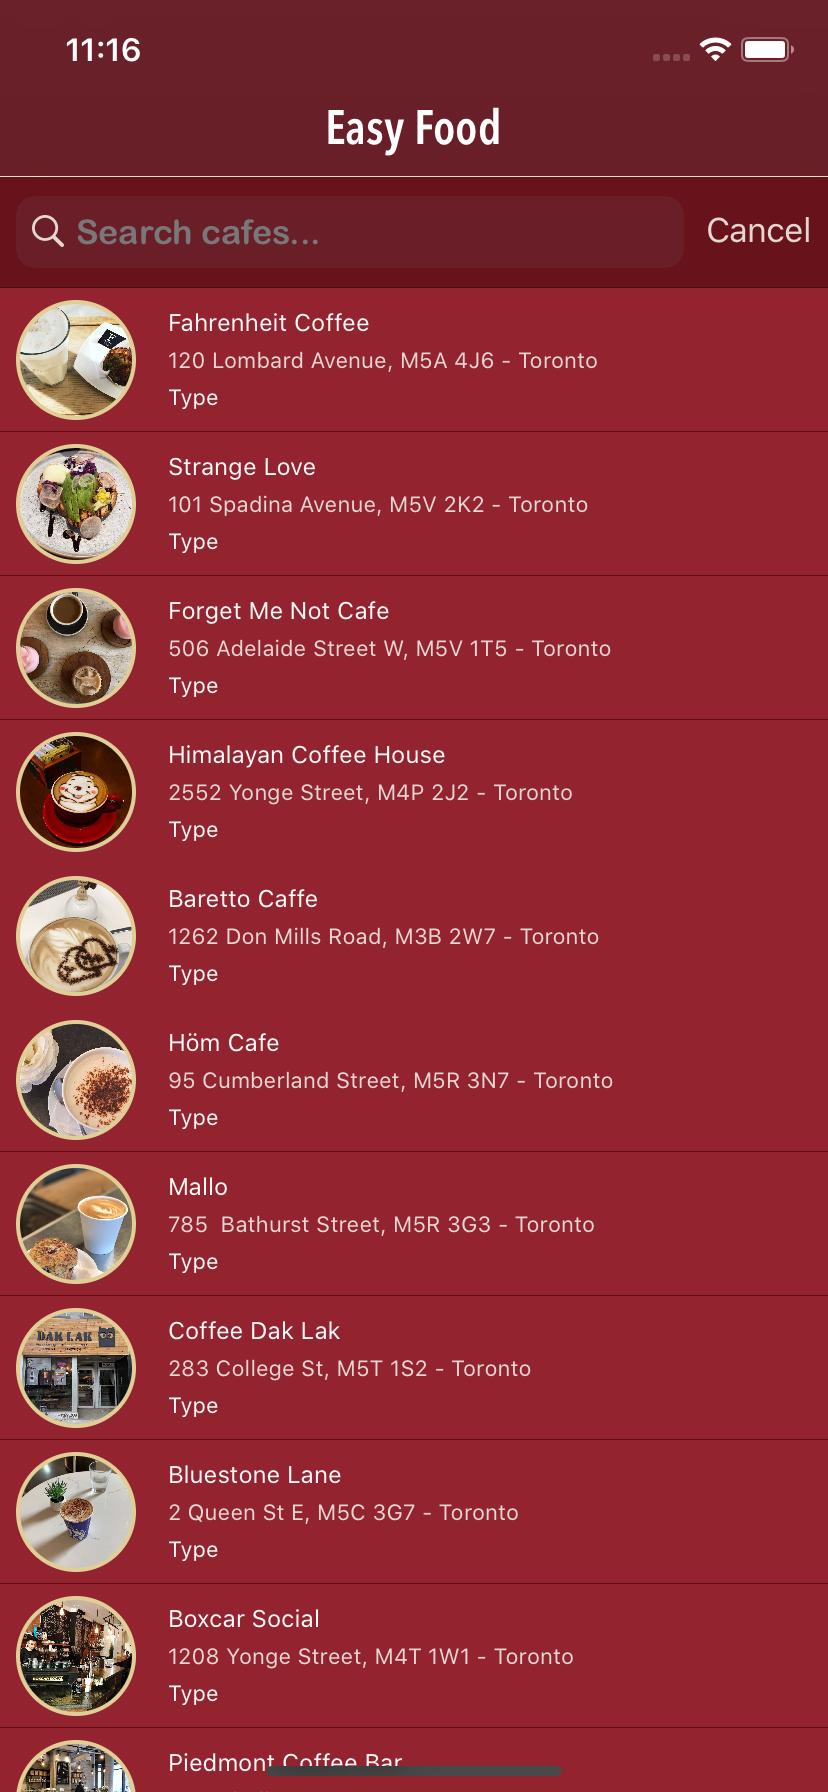 11:16
Easy Food
Search cafes...
Cancel
Fahrenheit Coffee
120 Lombard Avenue, M5A 4J6 - Toronto
Type
Strange Love
101 Spadina Avenue, M5V 2K2 - Toronto
Type
Forget Me Not Cafe
506 Adelaide Street W, M5V 1T5 - Toronto
Type
Himalayan Coffee House
2552 Yonge Street, M4P 2J2 - Toronto
Type
Baretto Caffe
1262 Don Mills Road, M3B 2W7 - Toronto
Type
Höm Cafe
95 Cumberland Street, M5R 3N7 - Toronto
Type
Mallo
785  Bathurst Street, M5R 3G3 - Toronto
Type
DAK LAK
Coffee Dak Lak
283 College St, M5T 1S2 - Toronto
Type
Bluestone Lane
2 Queen St E, M5C 3G7 - Toronto
Type
Boxcar Social
1208 Yonge Street, M4T 1W1 - Toronto
Type
Piedmont Coffee Bar